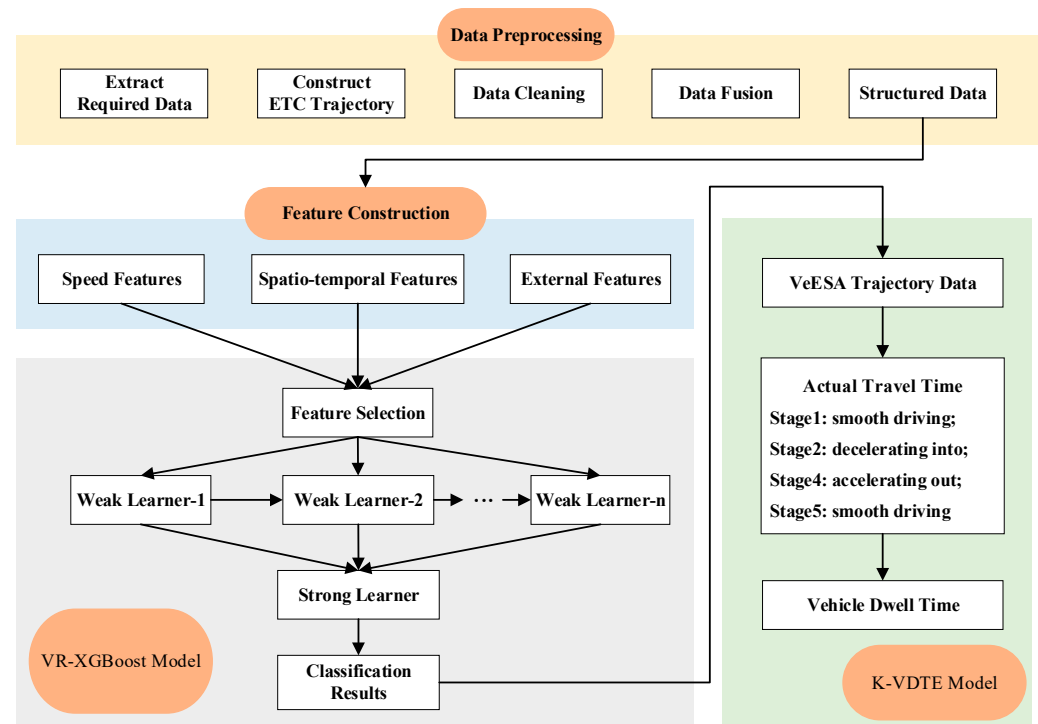 Data Preprocessing
Extract
Required Data
Construct
ETC Trajectory
Data Cleaning
Data Fusion
Structured Data
Feature Construction
Speed Features
Spatio-temporal Features
External Features
Feature Selection
Weak Learner-1
Weak Learner-2
...
Weak Learner-n
Strong Learner
Classification
Results
VR-XGBoost Model
VeESA Trajectory Data
Actual Travel Time
Stage1: smooth driving;
Stage2: decelerating into;
Stage4: accelerating out;
Stage5: smooth driving
Vehicle Dwell Time
K-VDTE Model